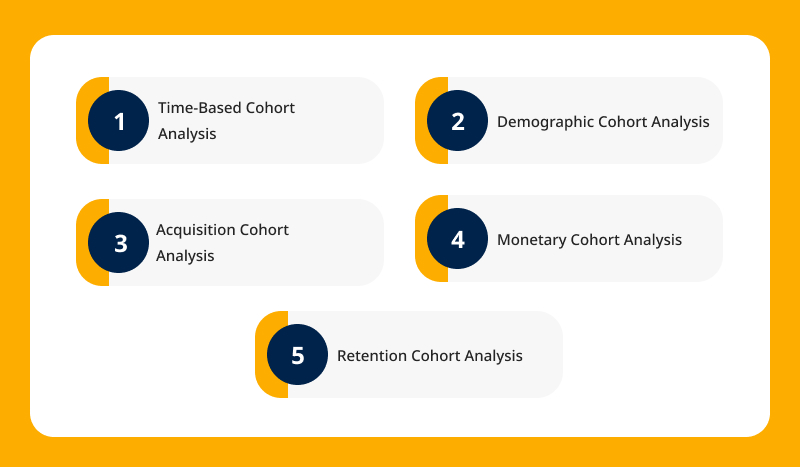 1
Time-Based Cohort
Analysis
2
Demographic Cohort Analysis
3
Acquisition Cohort
Analysis
4
Monetary Cohort Analysis
5
Retention Cohort Analysis